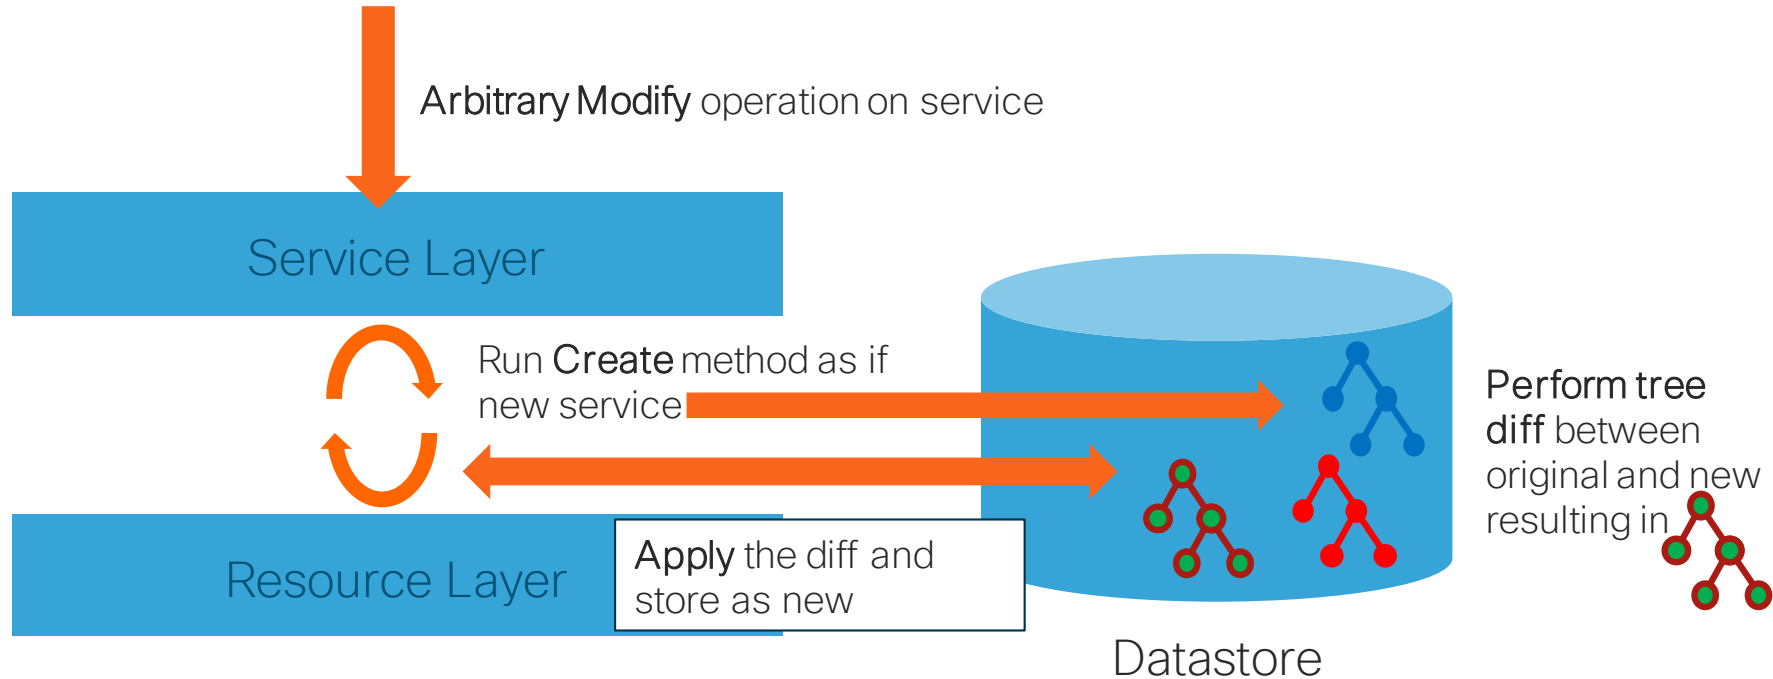 Arbitrary Modify operation on service
Service Layer
Run Create method as if
new service
Perform tree
diff between
original and new
resulting in
Apply the diff and
store as new
Resource Layer
Datastore